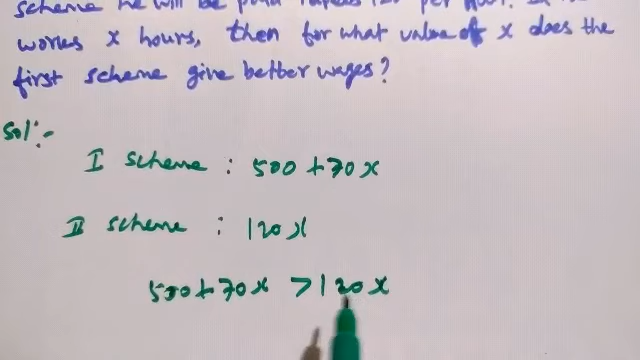 scheme he will be paid rupees 120 per hour. If he
works x hours, then for what value of x does the
first scheme give better wages?
Sol:-
I scheme : 500 + 70x
II scheme : 120x
500 + 70x > 120x